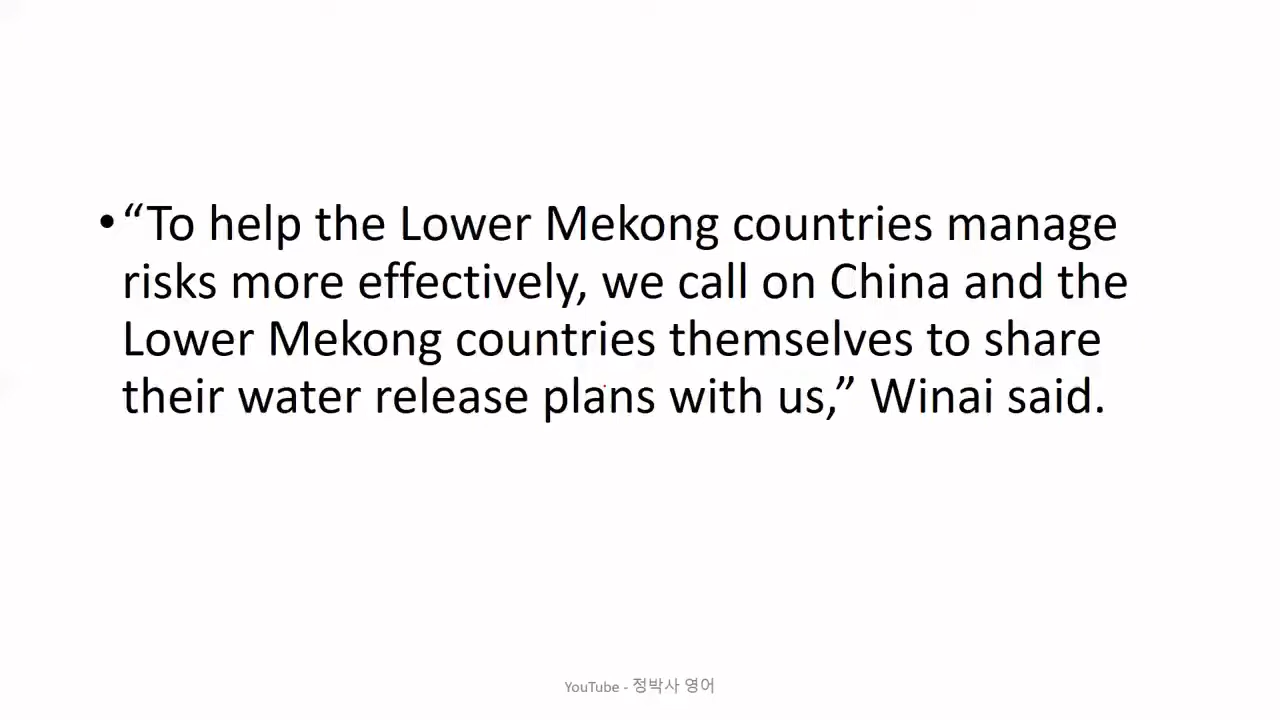 •“To help the Lower Mekong countries manage
risks more effectively, we call on China and the
Lower Mekong countries themselves to share
their water release plans with us,” Winai said.
YouTube - 정박사 영어